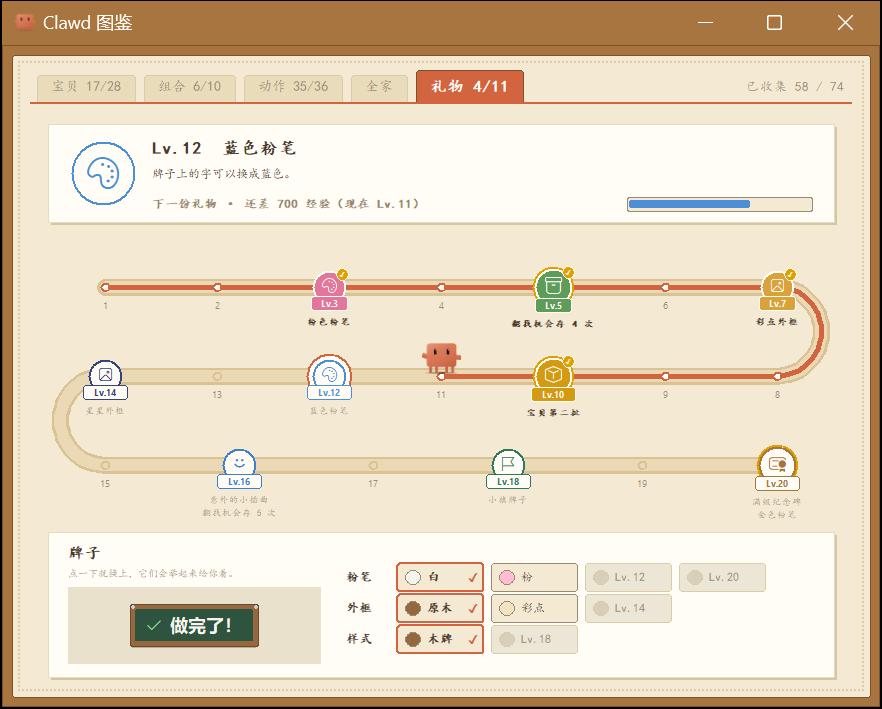 Clawd 图鉴
宝贝 17/28
组合 6/10
动作 35/36
全家
礼物 4/11
已收集 58 / 74
Lv.12 蓝色粉笔
牌子上的字可以换成蓝色。
下一份礼物 • 还差 700 经验 (现在 Lv.11)
1
2
Lv.3
粉色粉笔
4
Lv.5
翻我机会存 4 次
6
Lv.7
彩点外框
Lv.14
星星外框
13
Lv.12
蓝色粉笔
11
Lv.10
宝贝第二批
9
8
15
Lv.16
意外的小插曲
翻我机会存 5 次
17
Lv.18
小旗牌子
19
Lv.20
满级纪念碑
金色粉笔
牌子
点一下就换上，它们会举起来给你看。
做完了!
粉笔 白 粉 Lv.12 Lv.20
外框 原木 彩点 Lv.14
样式 木牌 Lv.18